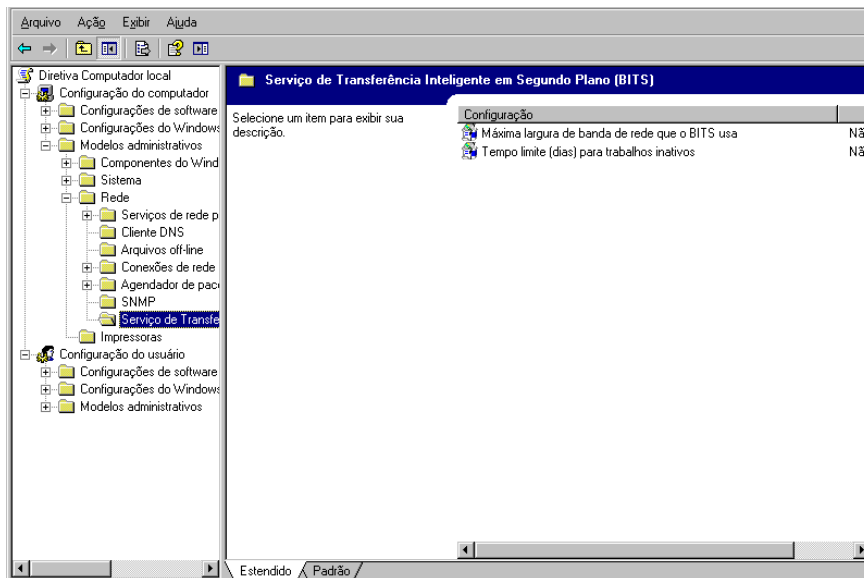 Arquivo Ação Exibir Ajuda
Diretiva Computador local
Configuração do computador
Configurações de software
Configurações do Windows
Modelos administrativos
Componentes do Wind
Sistema
Rede
Serviços de rede p
Cliente DNS
Arquivos off-line
Conexões de rede
Agendador de paco
SNMP
Serviço de Transfe
Impressoras
Configuração do usuário
Configurações de software
Configurações do Windows
Modelos administrativos
Serviço de Transferência Inteligente em Segundo Plano (BITS)
Selecione um item para exibir sua
descrição.
Configuração
Máxima largura de banda de rede que o BITS usa Nã
Tempo limite (dias) para trabalhos inativos Nã
Estendido Padrão